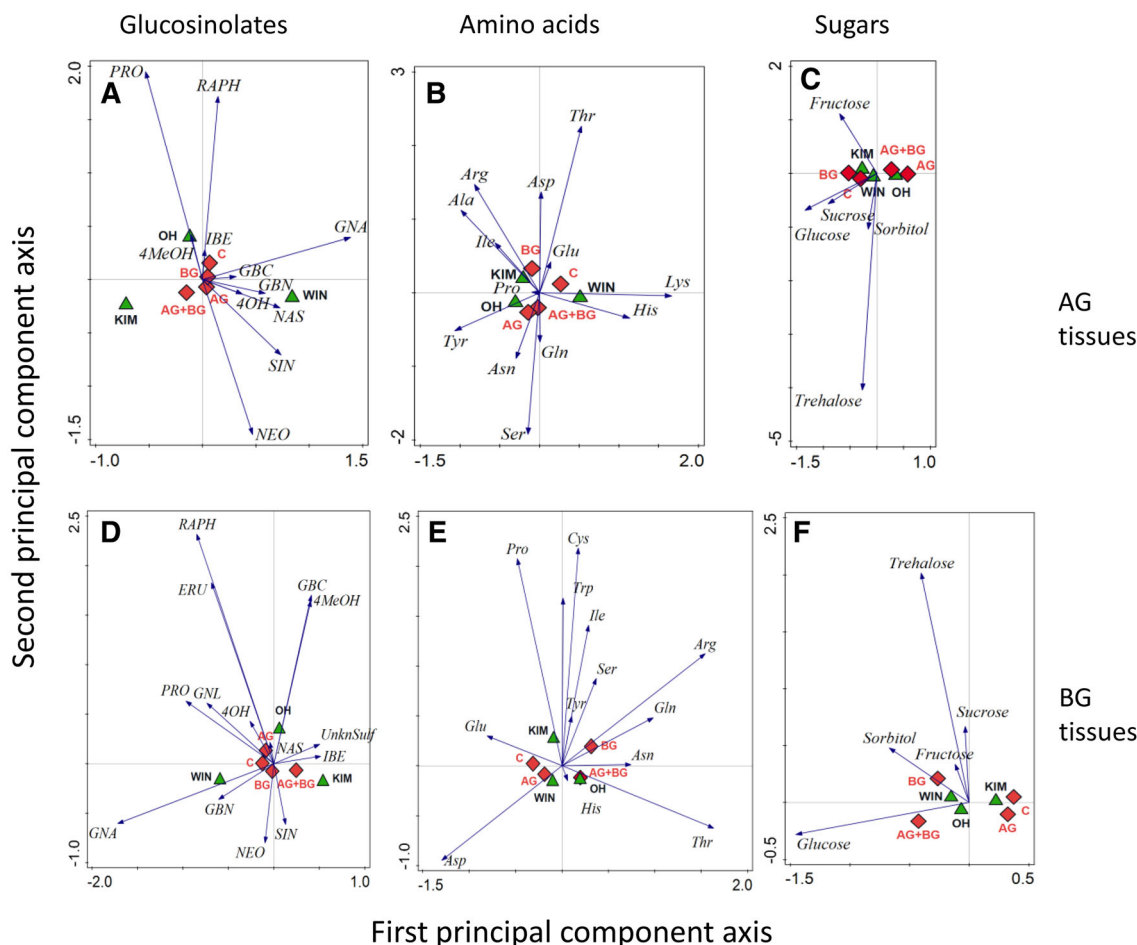 Glucosinolates
Amino acids
Sugars
Second principal component axis
First principal component axis
AG
tissues
BG
tissues
A
2.0
-1.5
-1.0
1.5
PRO
RAPH
GNA
OH
IBE
4MeOH
C
BG
GBC
GBN
AG
4OH
WIN
AG+BG
NAS
KIM
SIN
NEO
B
3
-2
-1.5
2.0
Thr
Arg
Asp
Ala
Ile
BG
Glu
KIM
C
Lys
Pro
WIN
OH
His
AG
AG+BG
Tyr
Asn
Gln
Ser
C
2
-5
-1.5
1.0
Fructose
KIM
AG+BG
BG
AG
C
WIN
OH
Sucrose
Glucose
Sorbitol
Trehalose
D
2.5
-1.0
-2.0
1.0
RAPH
ERU
GBC
4MeOH
PRO
GNL
OH
4OH
AG
NAS
UnknSulf
IBE
C
WIN
BG
AG+BG
KIM
GBN
GNA
SIN
NEO
E
2.5
-1.0
-1.5
2.0
Pro
Cys
Trp
Ile
Arg
Ser
Tyr
Gln
Glu
KIM
BG
Asn
C
AG
AG+BG
WIN
OH
His
Thr
Asp
F
2.5
-0.5
-1.5
0.5
Trehalose
Sucrose
Sorbitol
Fructose
BG
WIN
KIM
C
OH
AG
AG+BG
Glucose